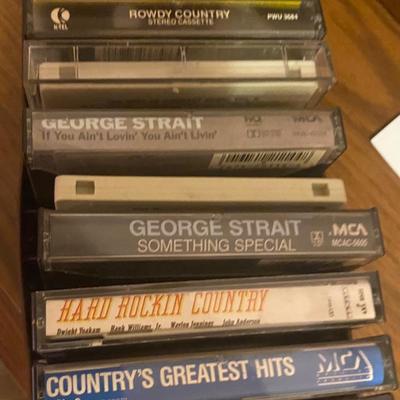 K-TEL
ROWDY COUNTRY
STEREO CASSETTE
PWU 3684
GEORGE STRAIT
MCA
If You Ain't Lovin' You Ain't Livin'
GEORGE STRAIT
SOMETHING SPECIAL
MCA
MCAC-5605
HARD ROCKIN COUNTRY
Dwight Yoakam Hank Williams, Jr. Waylon Jennings John Anderson
COUNTRY'S GREATEST HITS
MCA